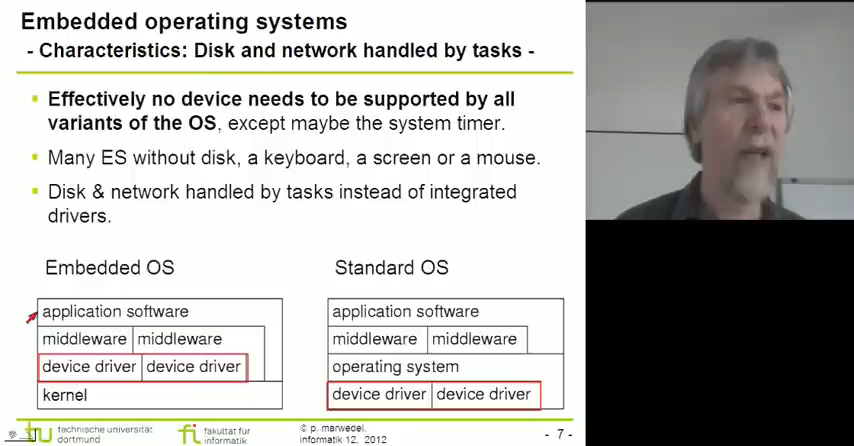 Embedded operating systems
- Characteristics: Disk and network handled by tasks -
Effectively no device needs to be supported by all
variants of the OS, except maybe the system timer.
Many ES without disk, a keyboard, a screen or a mouse.
Disk & network handled by tasks instead of integrated
drivers.
Embedded OS
application software
middleware middleware
device driver device driver
kernel
Standard OS
application software
middleware middleware
operating system
device driver device driver
tu technische universität
dortmund
fi fakultät für
informatik
© p. marwedel,
informatik 12, 2012
- 7 -